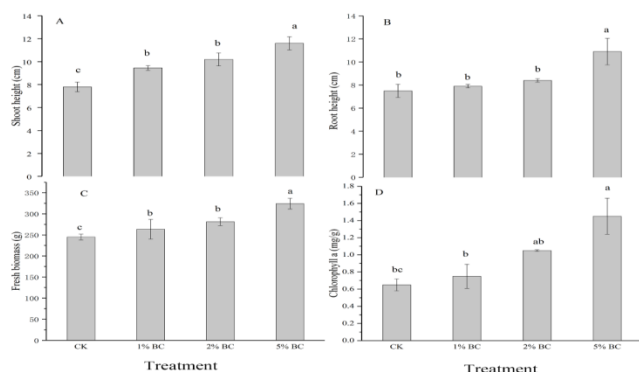 A
Shoot height (cm)
14
12
10
8
6
4
2
0
c
b
b
a
B
Root height (cm)
14
12
10
8
6
4
2
0
b
b
b
a
C
Fresh biomass (g)
350
300
250
200
150
100
50
0
c
b
b
a
CK
1% BC
2% BC
5% BC
Treatment
D
Chlorophyll a (mg/g)
1.8
1.6
1.4
1.2
1.0
0.8
0.6
0.4
0.2
0.0
bc
b
ab
a
CK
1% BC
2% BC
5% BC
Treatment